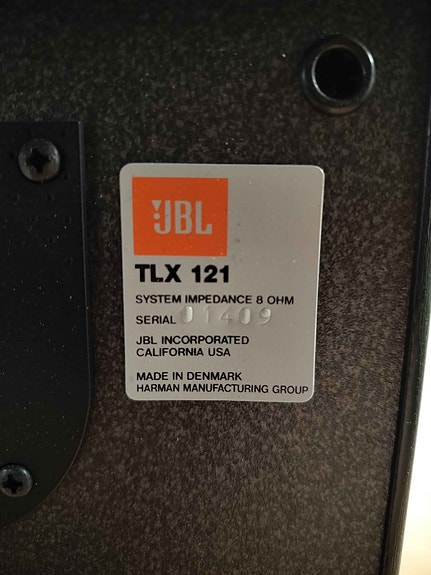 JBL
TLX 121
SYSTEM IMPEDANCE 8 OHM
SERIAL 01409
JBL INCORPORATED
CALIFORNIA USA
MADE IN DENMARK
HARMAN MANUFACTURING GROUP